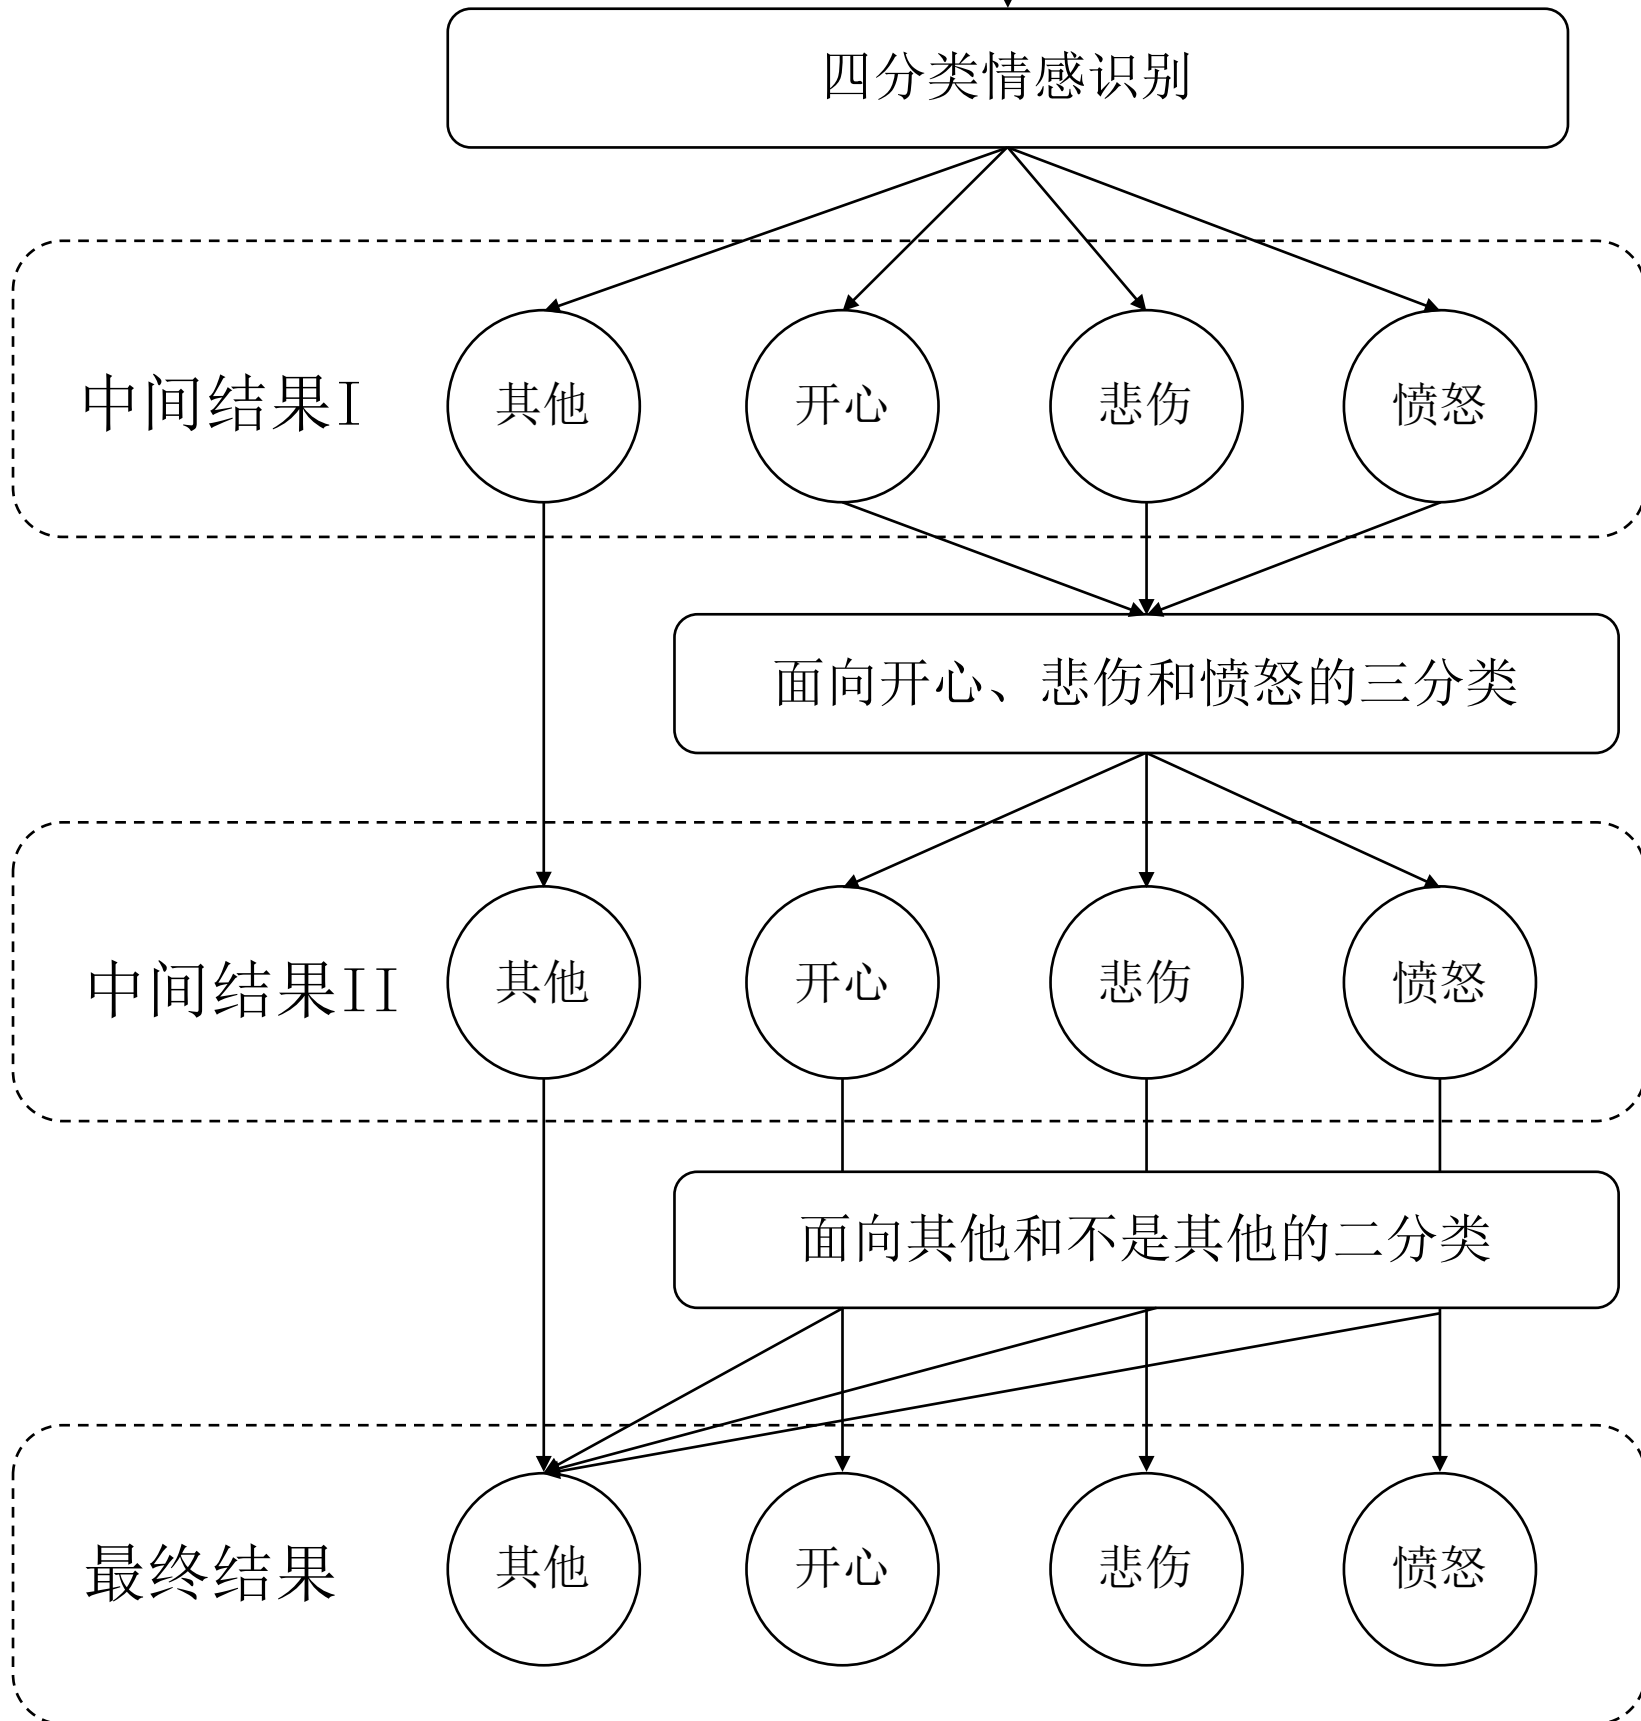 四分类情感识别
中间结果I
其他
开心
悲伤
愤怒
面向开心、悲伤和愤怒的三分类
中间结果II
其他
开心
悲伤
愤怒
面向其他和不是其他的二分类
最终结果
其他
开心
悲伤
愤怒